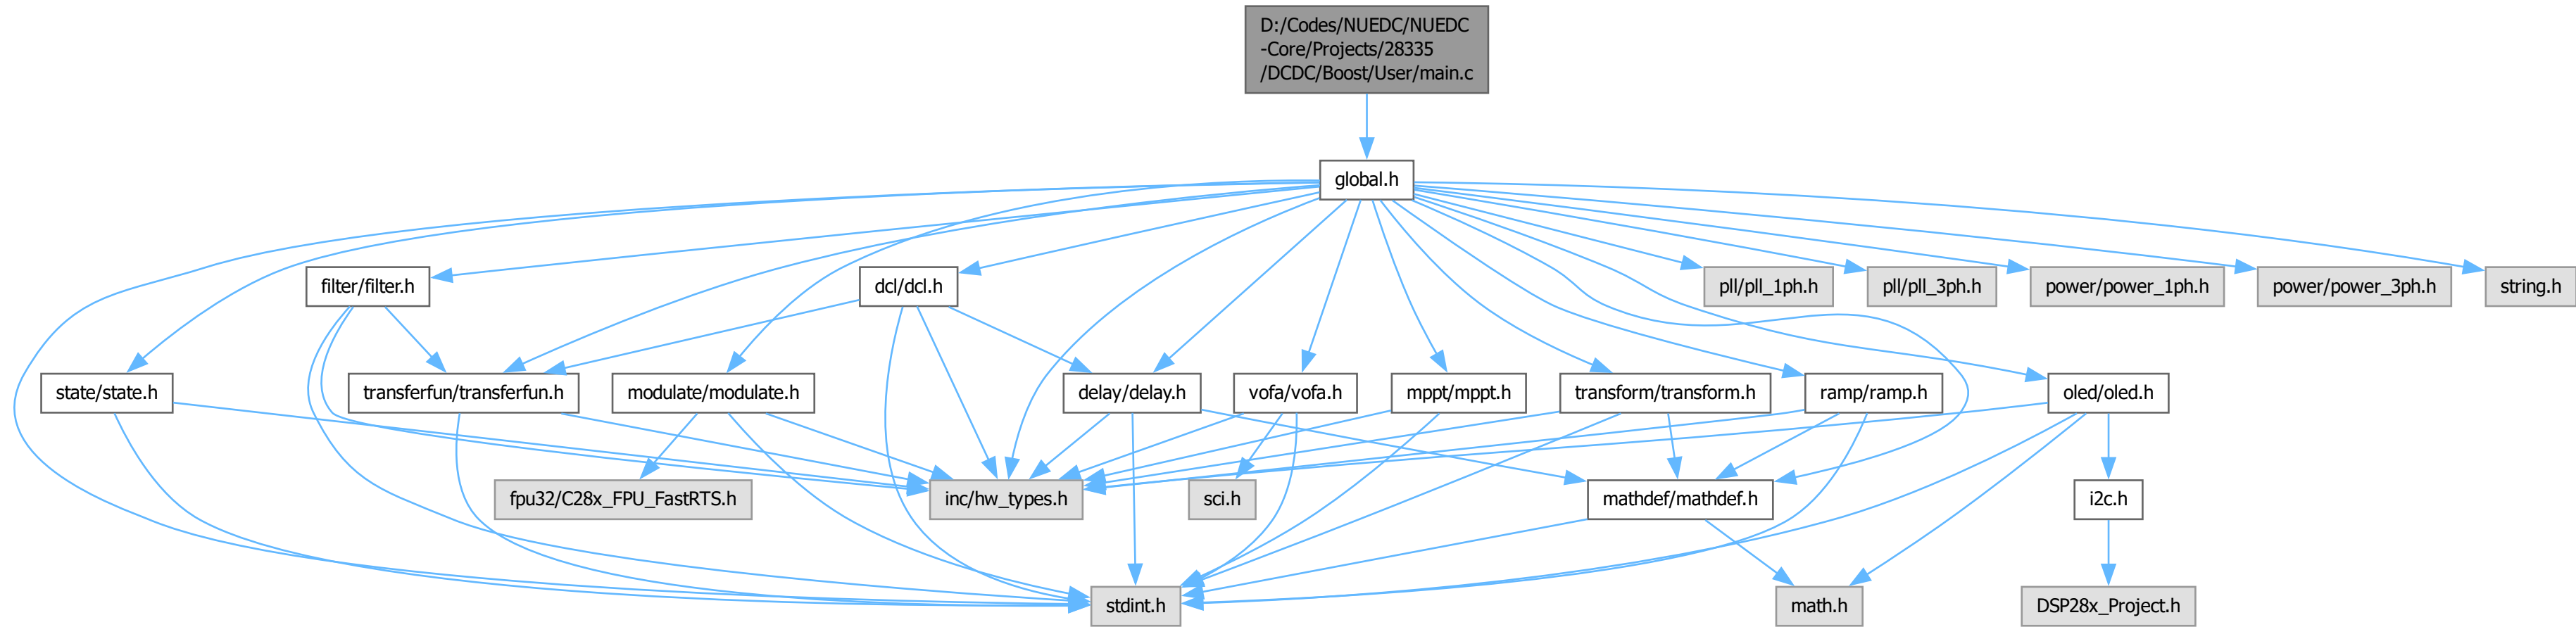 D:/Codes/NUEDC/NUEDC
-Core/Projects/28335
/DCDC/Boost/User/main.c
global.h
filter/filter.h
dcl/dcl.h
pll/pll_1ph.h
pll/pll_3ph.h
power/power_1ph.h
power/power_3ph.h
string.h
state/state.h
transferfun/transferfun.h
modulate/modulate.h
delay/delay.h
vofa/vofa.h
mppt/mppt.h
transform/transform.h
ramp/ramp.h
oled/oled.h
fpu32/C28x_FPU_FastRTS.h
inc/hw_types.h
sci.h
mathdef/mathdef.h
i2c.h
stdint.h
math.h
DSP28x_Project.h